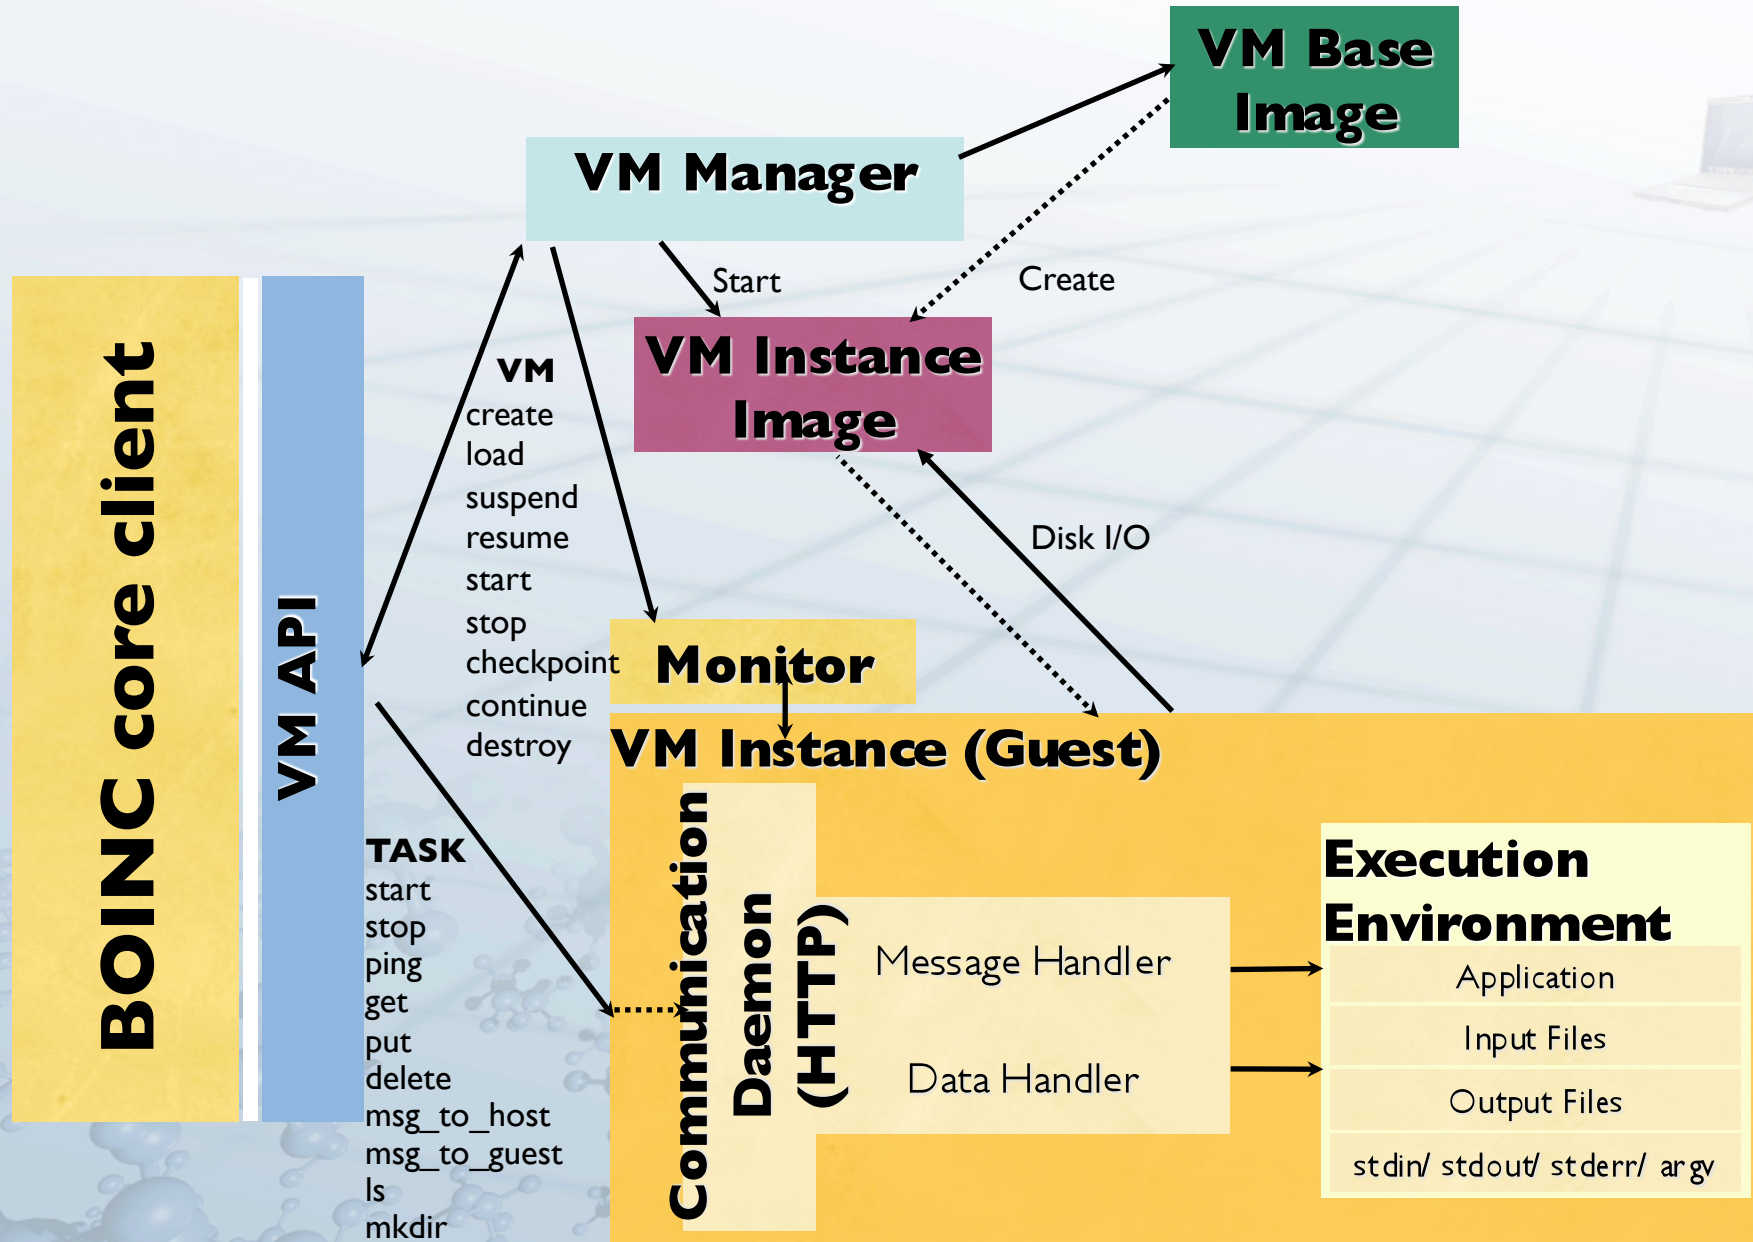 VM Base
Image
VM Manager
Start
Create
VM Instance
Image
BOINC core client
VM API
VM
create
load
suspend
resume
start
stop
checkpoint
continue
destroy
Disk I/O
Monitor
VM Instance (Guest)
TASK
start
stop
ping
get
put
delete
msg_to_host
msg_to_guest
ls
mkdir
Communication
Daemon
(HTTP)
Message Handler
Data Handler
Execution
Environment
Application
Input Files
Output Files
stdin/ stdout/ stderr/ argv